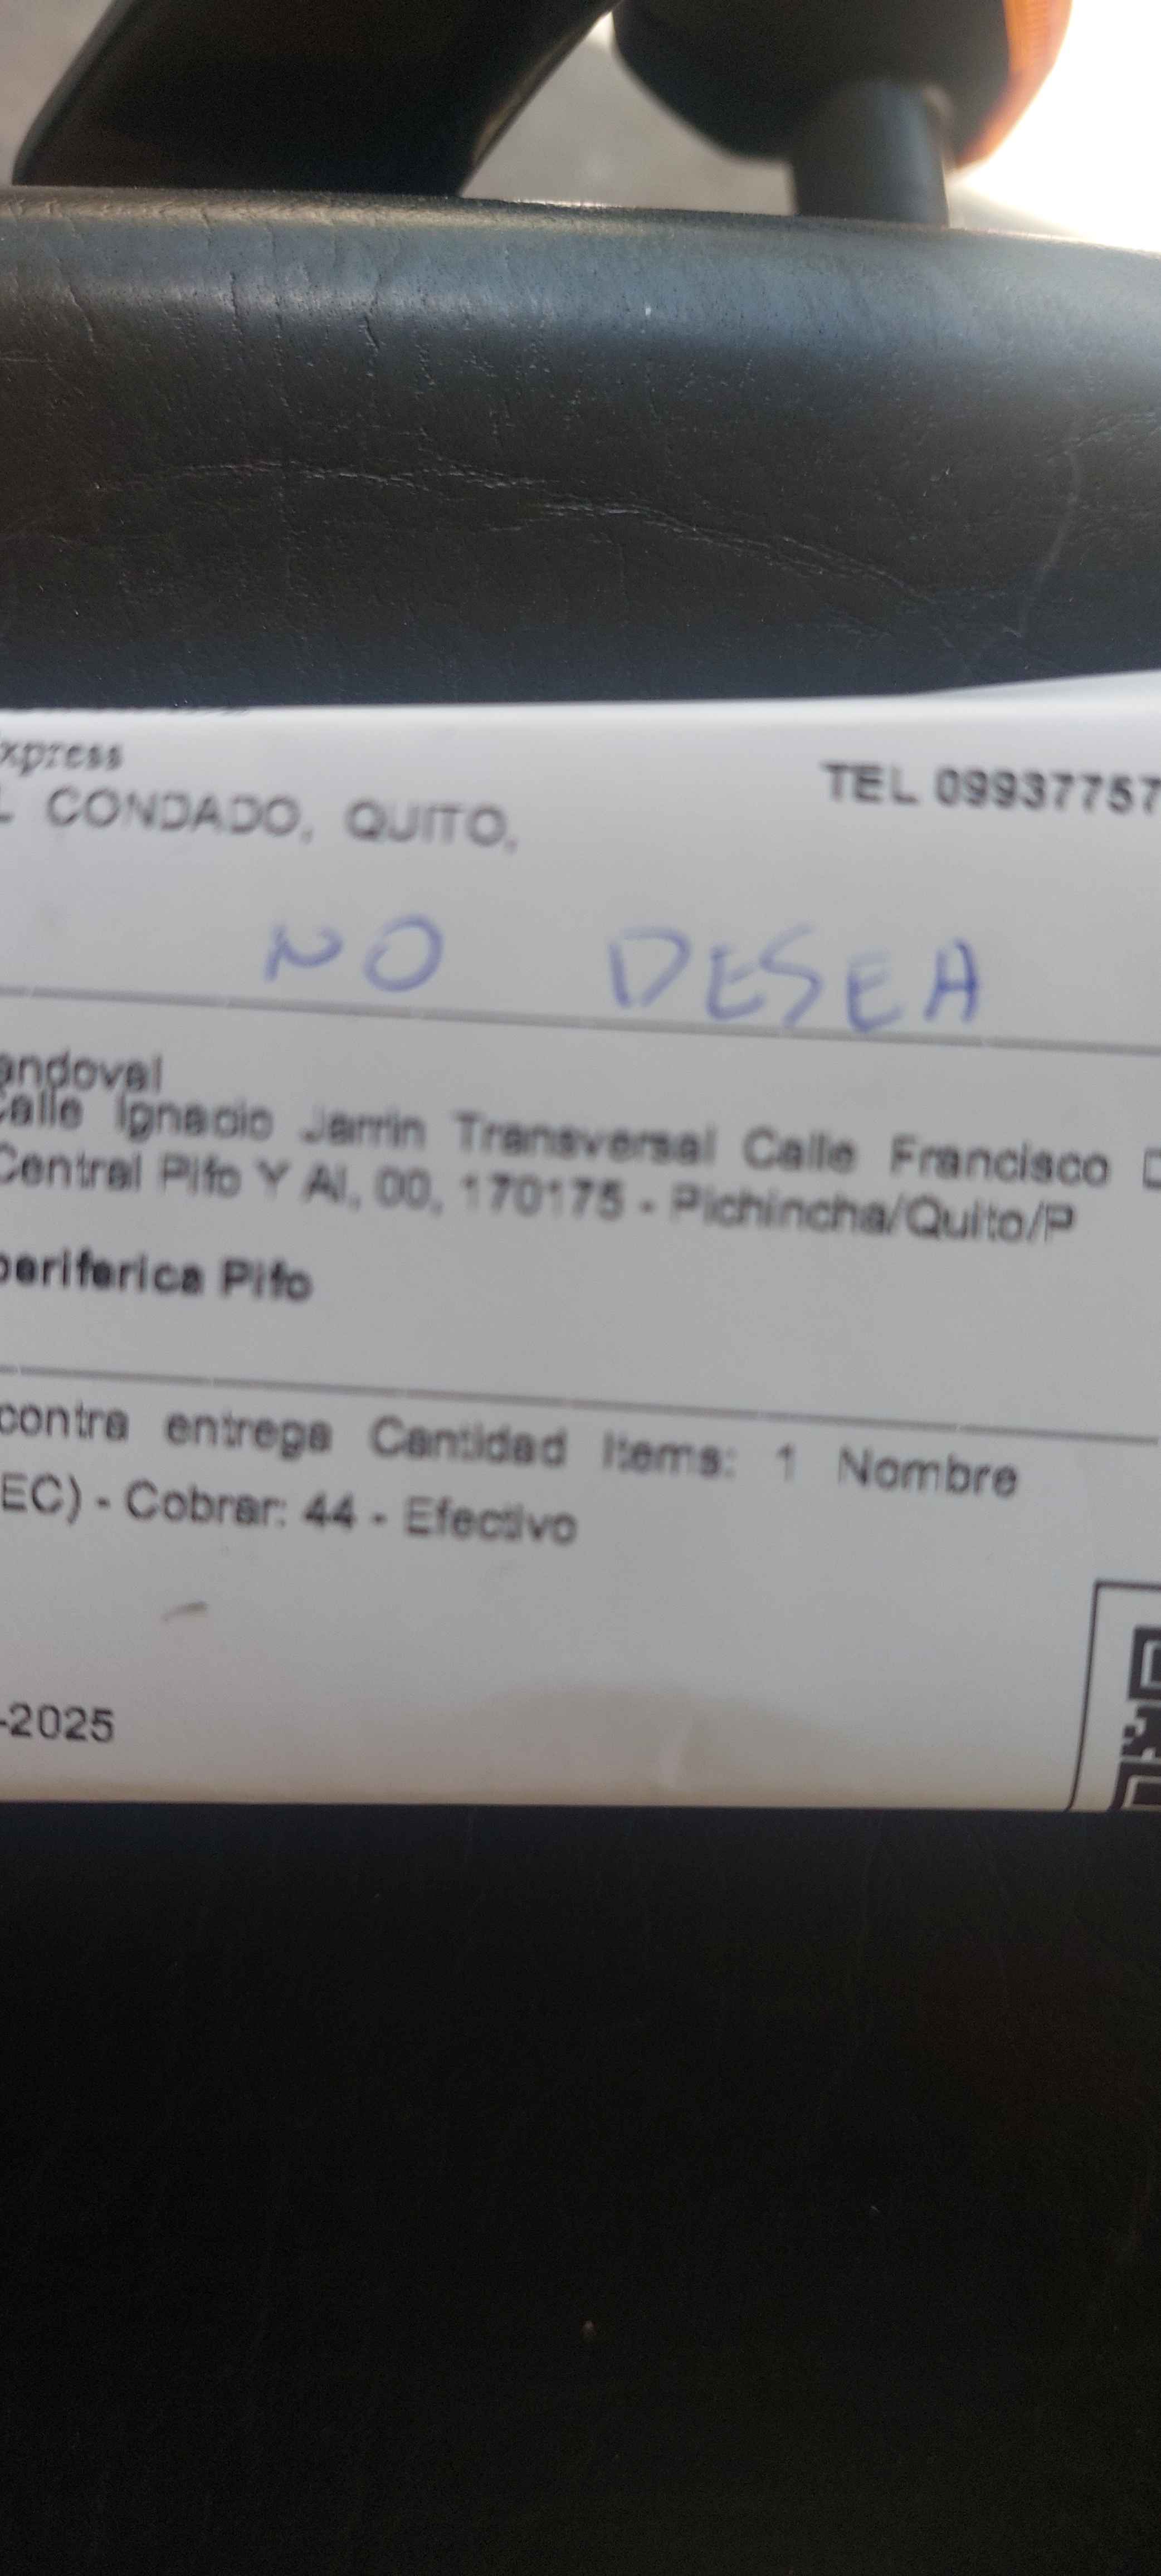 xpress
TEL 09937757
L CONDADO, QUITO,
NO DESEA
andoval
Calle Ignacio Jarrin Transversal Calle Francisco D
Central Pifo Y Al, 00, 170175 - Pichincha/Quito/P
periferica Pifo
contra entrega Cantidad Items: 1 Nombre
EC) - Cobrar: 44 - Efectivo
-2025